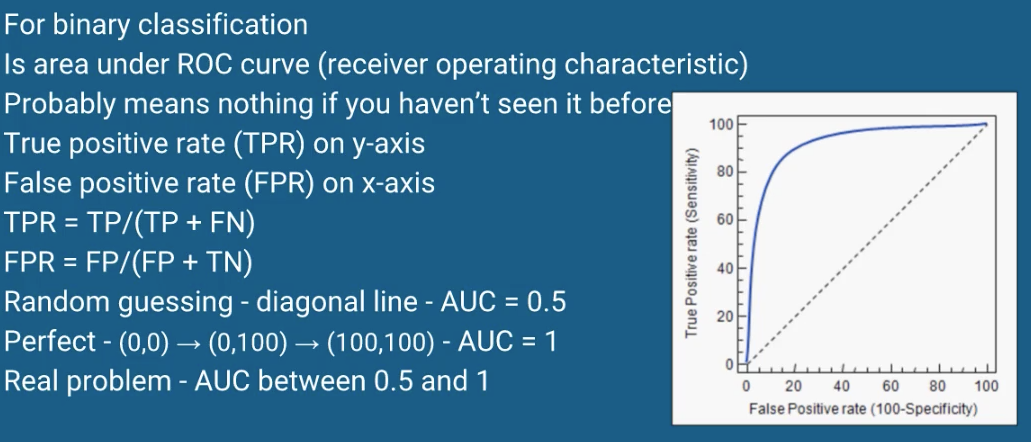 For binary classification
Is area under ROC curve (receiver operating characteristic)
Probably means nothing if you haven't seen it before
True positive rate (TPR) on y-axis
False positive rate (FPR) on x-axis
TPR = TP/(TP + FN)
FPR = FP/(FP + TN)
Random guessing - diagonal line - AUC = 0.5
Perfect - (0,0) → (0,100) → (100,100) - AUC = 1
Real problem - AUC between 0.5 and 1
True Positive rate (Sensitivity)
100
80
60
40
20
0
0 20 40 60 80 100
False Positive rate (100-Specificity)